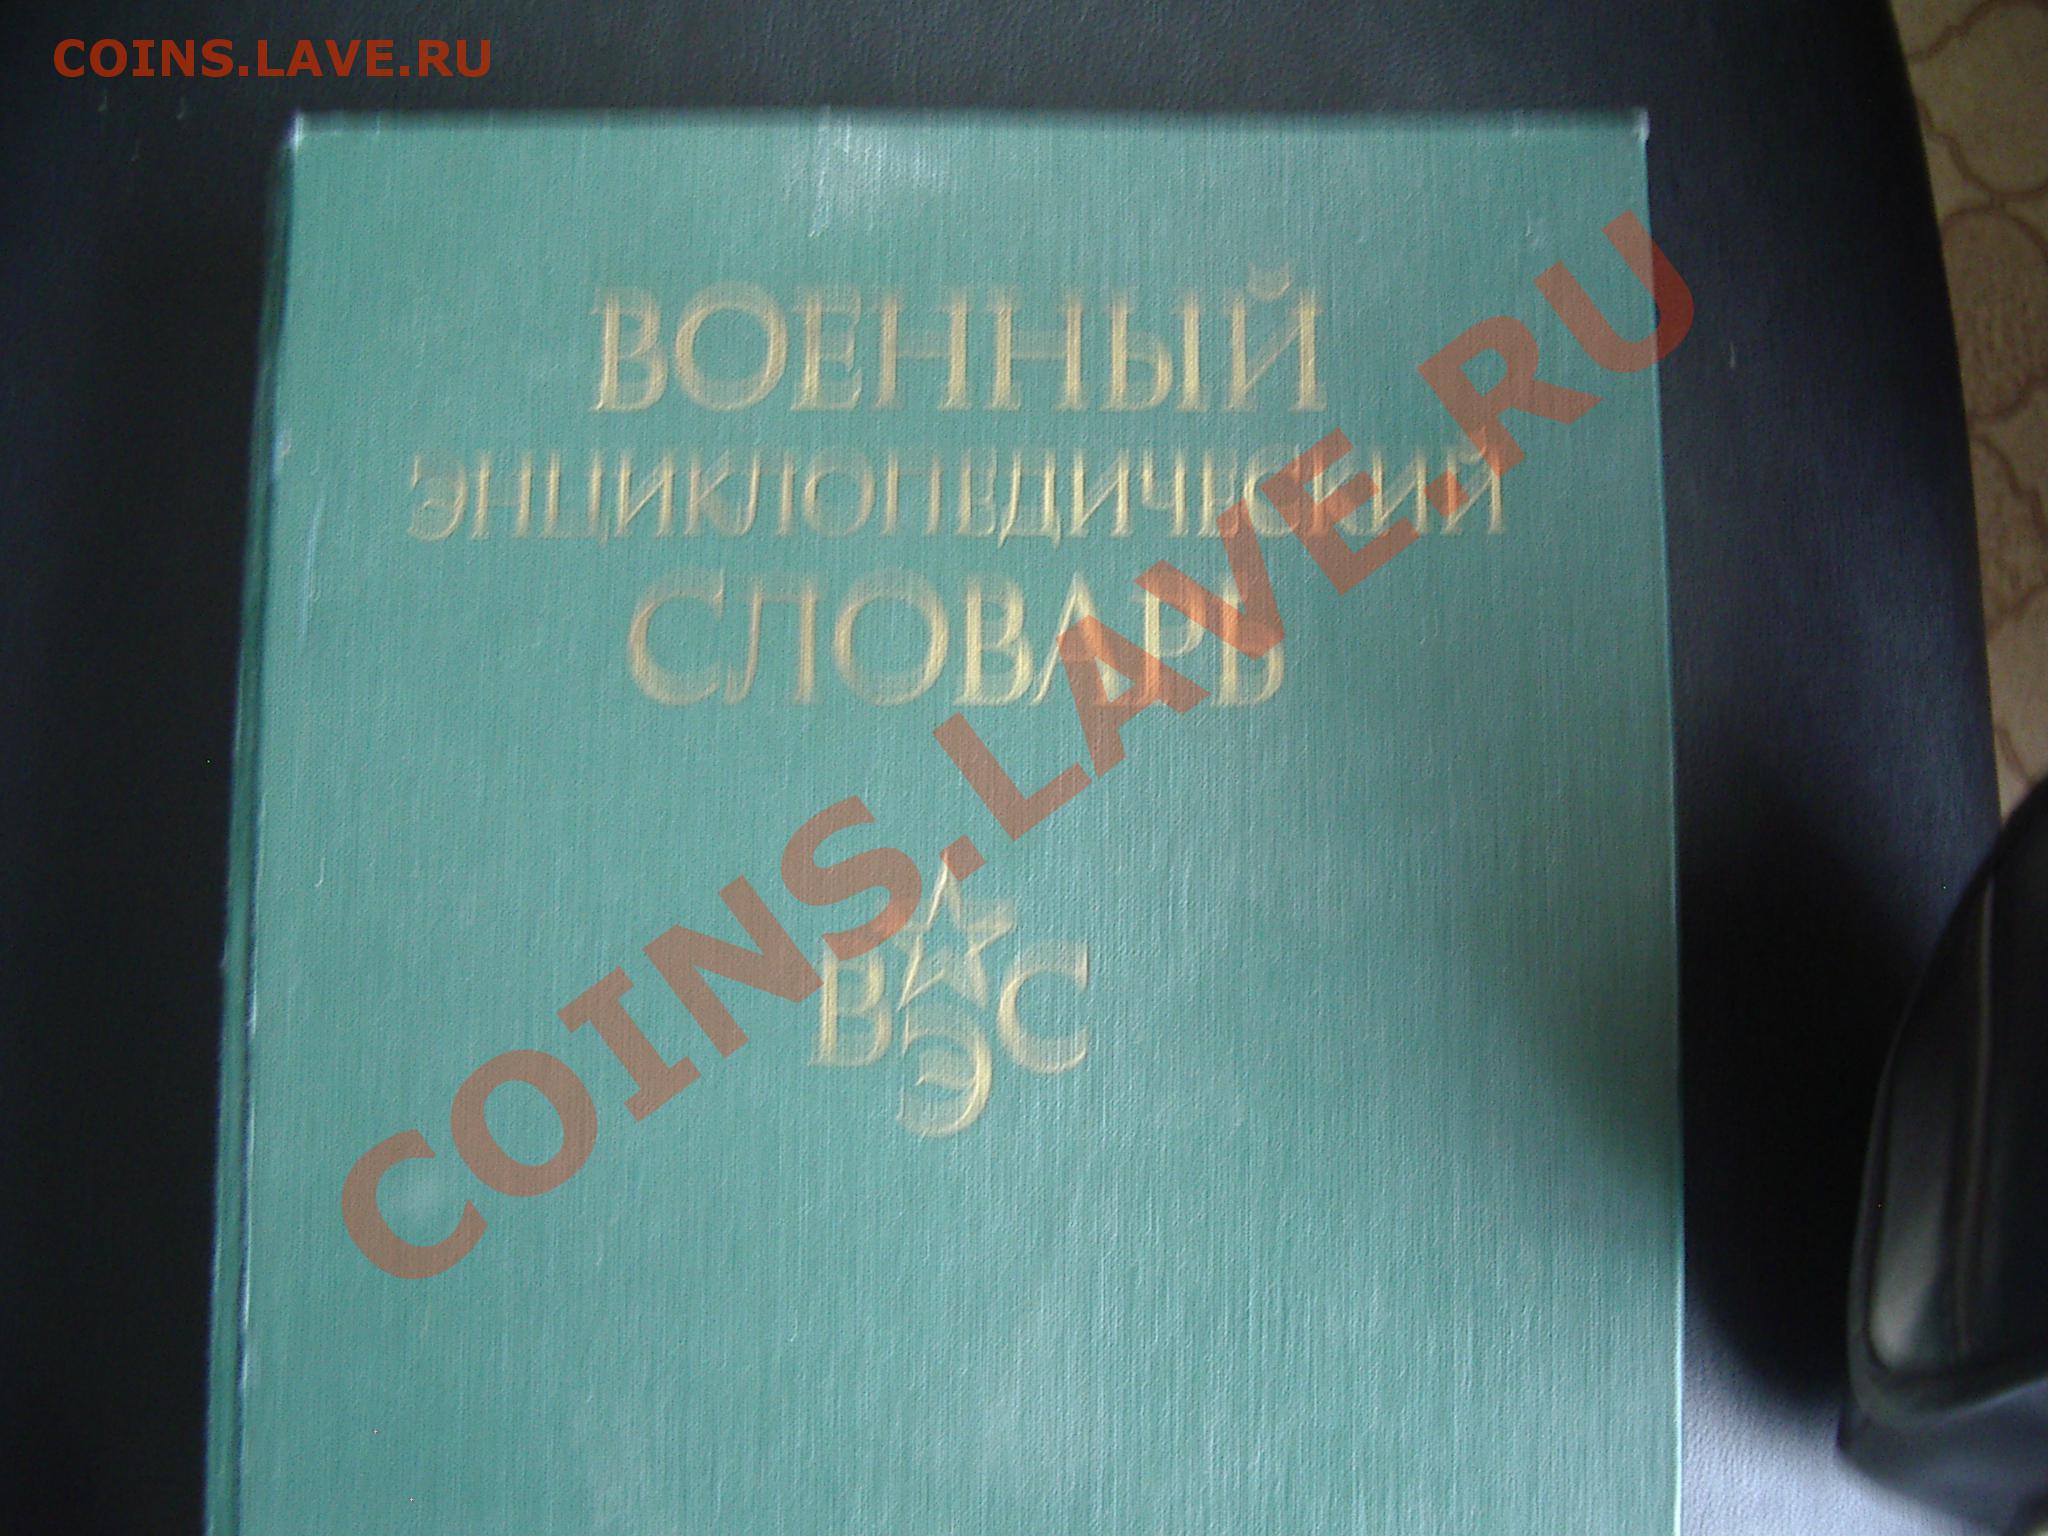 COINS.LAVE.RU
ВОЕННЫЙ
ЭНЦИКЛОПЕДИЧЕСКИЙ
СЛОВАРЬ
ВЭС
COINS.LAVE.RU